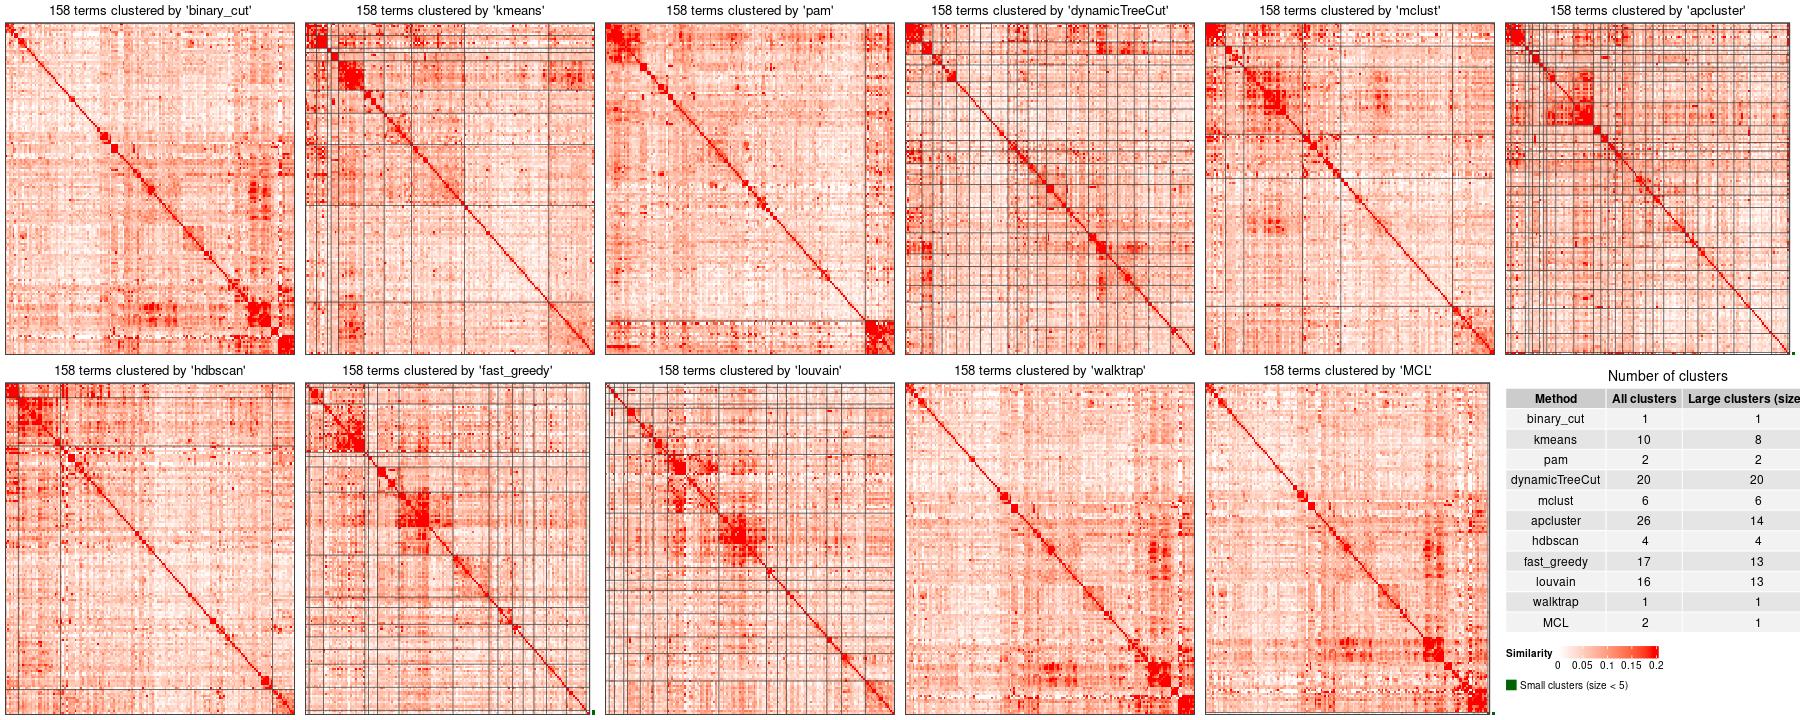 158 terms clustered by 'binary_cut'
158 terms clustered by 'kmeans'
158 terms clustered by 'pam'
158 terms clustered by 'dynamicTreeCut'
158 terms clustered by 'mclust'
158 terms clustered by 'apcluster'
158 terms clustered by 'hdbscan'
158 terms clustered by 'fast_greedy'
158 terms clustered by 'louvain'
158 terms clustered by 'walktrap'
158 terms clustered by 'MCL'
Number of clusters
Method All clusters Large clusters (size
binary_cut 1 1
kmeans 10 8
pam 2 2
dynamicTreeCut 20 20
mclust 6 6
apcluster 26 14
hdbscan 4 4
fast_greedy 17 13
louvain 16 13
walktrap 1 1
MCL 2 1
Similarity
0 0.05 0.1 0.15 0.2
Small clusters (size < 5)